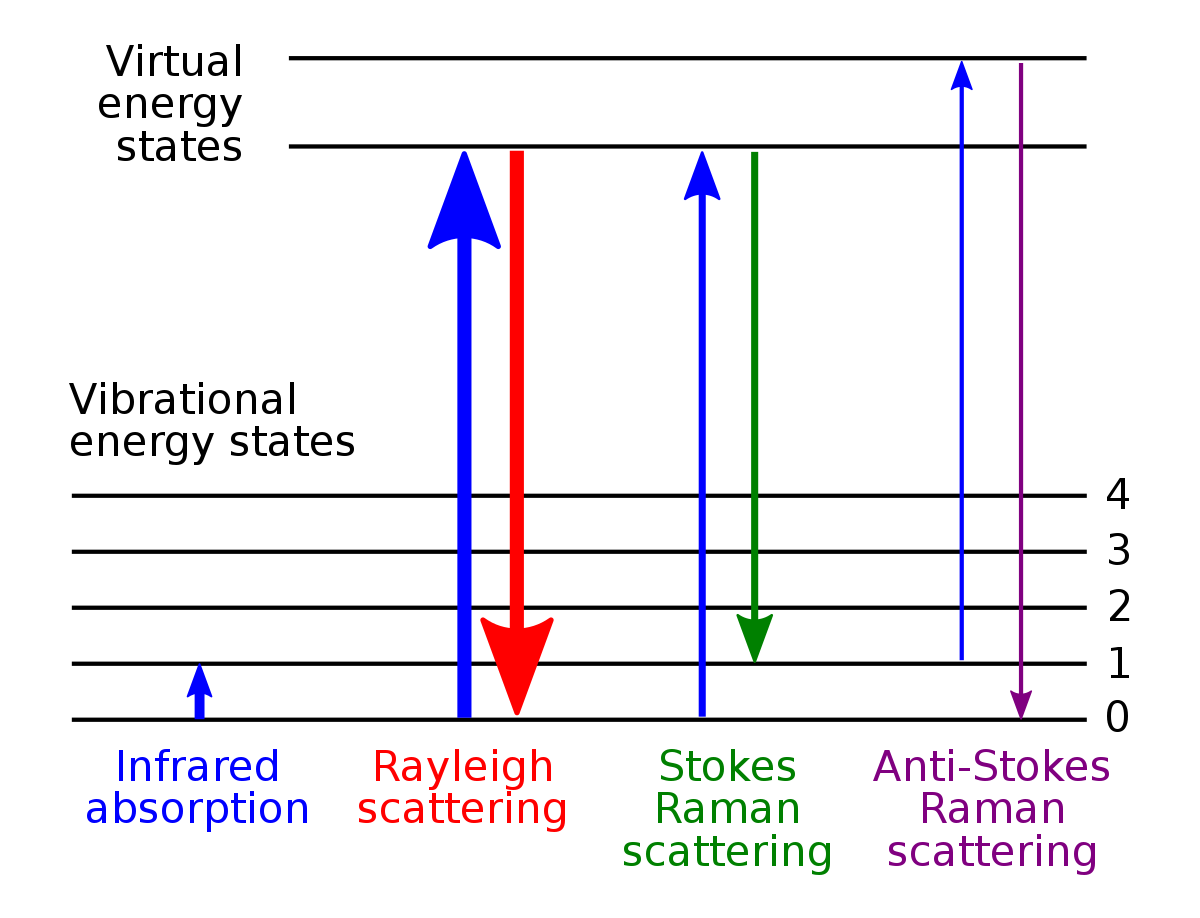 Virtual
energy
states
Vibrational
energy states
4
3
2
1
0
Infrared
absorption
Rayleigh
scattering
Stokes
Raman
scattering
Anti-Stokes
Raman
scattering